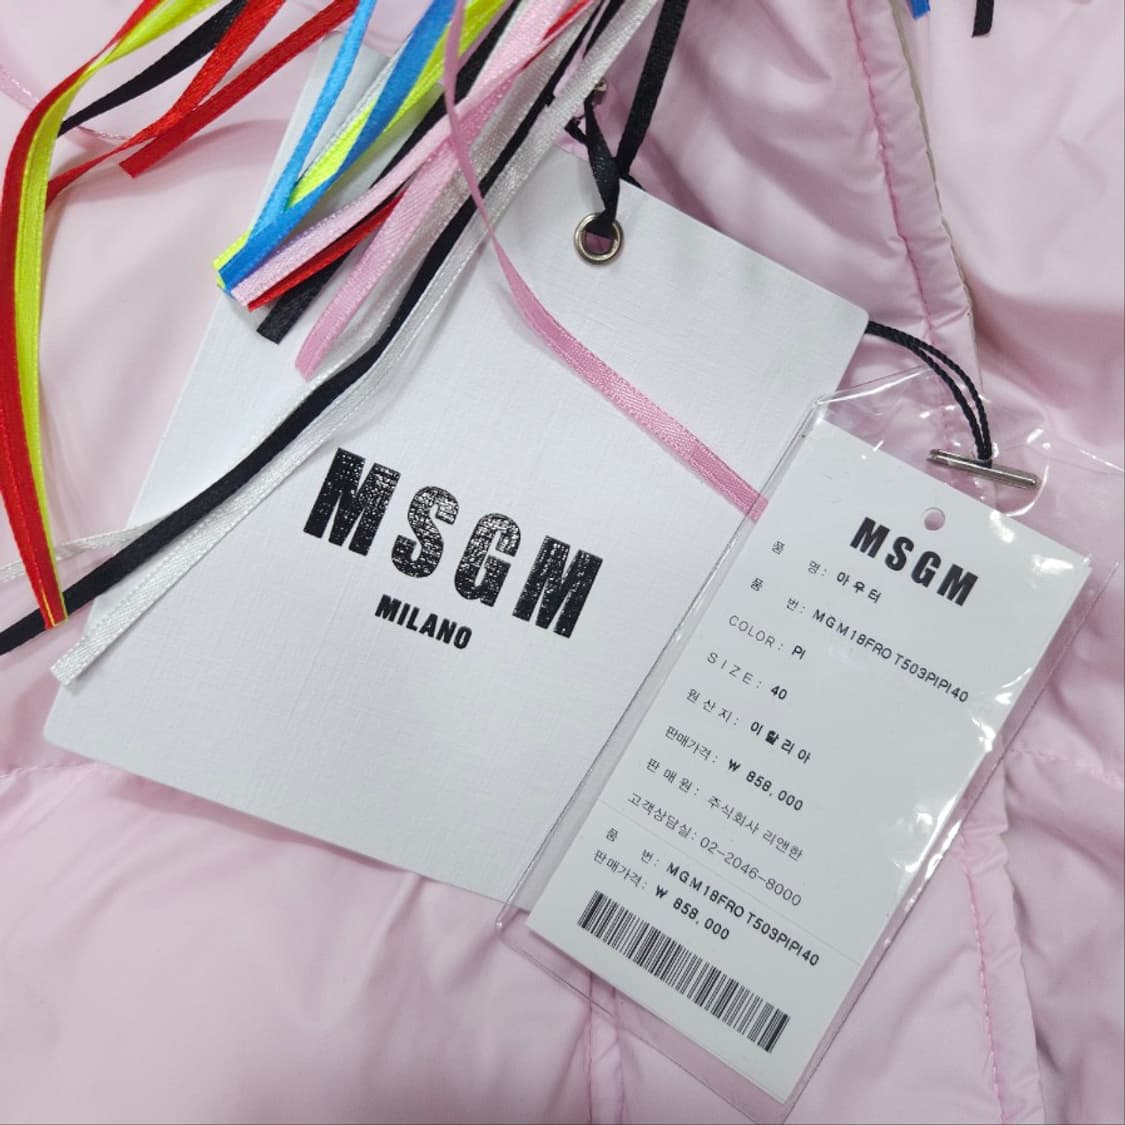 MSGM
MILANO
MSGM
품 명: 아우터
품 번: MGM18FROT503PIPI40
COLOR: PI
SIZE: 40
원산지: 이탈리아
판매가격: ₩ 858,000
판매원: 주식회사 리앤한
고객상담실: 02-2046-8000
품 번: MGM18FROT503PIPI40
판매가격: ₩ 858,000